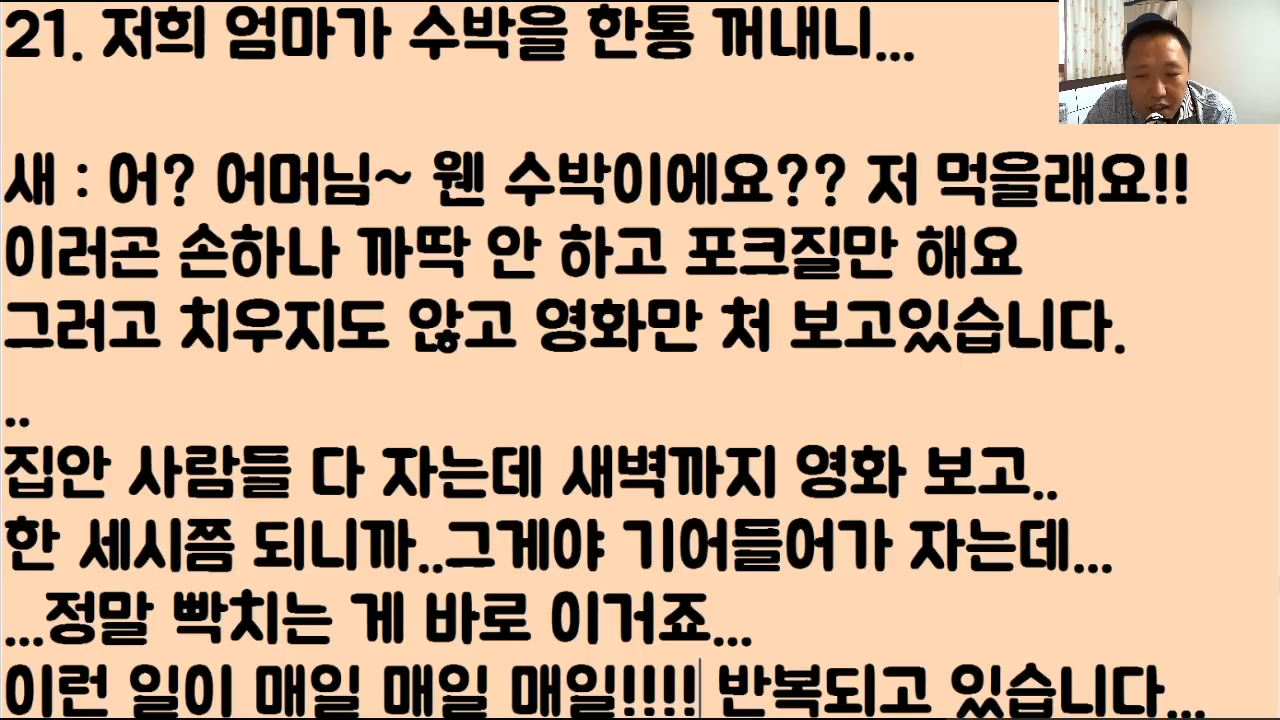 21. 저희 엄마가 수박을 한통 꺼내니...
새 : 어? 어머님~ 웬 수박이에요?? 저 먹을래요!!
이러곤 손하나 까딱 안 하고 포크질만 해요
그러고 치우지도 않고 영화만 처 보고있습니다.
..
집안 사람들 다 자는데 새벽까지 영화 보고..
한 세시쯤 되니까..그게야 기어들어가 자는데...
...정말 빡치는 게 바로 이거죠...
이런 일이 매일 매일 매일!!!! 반복되고 있습니다...